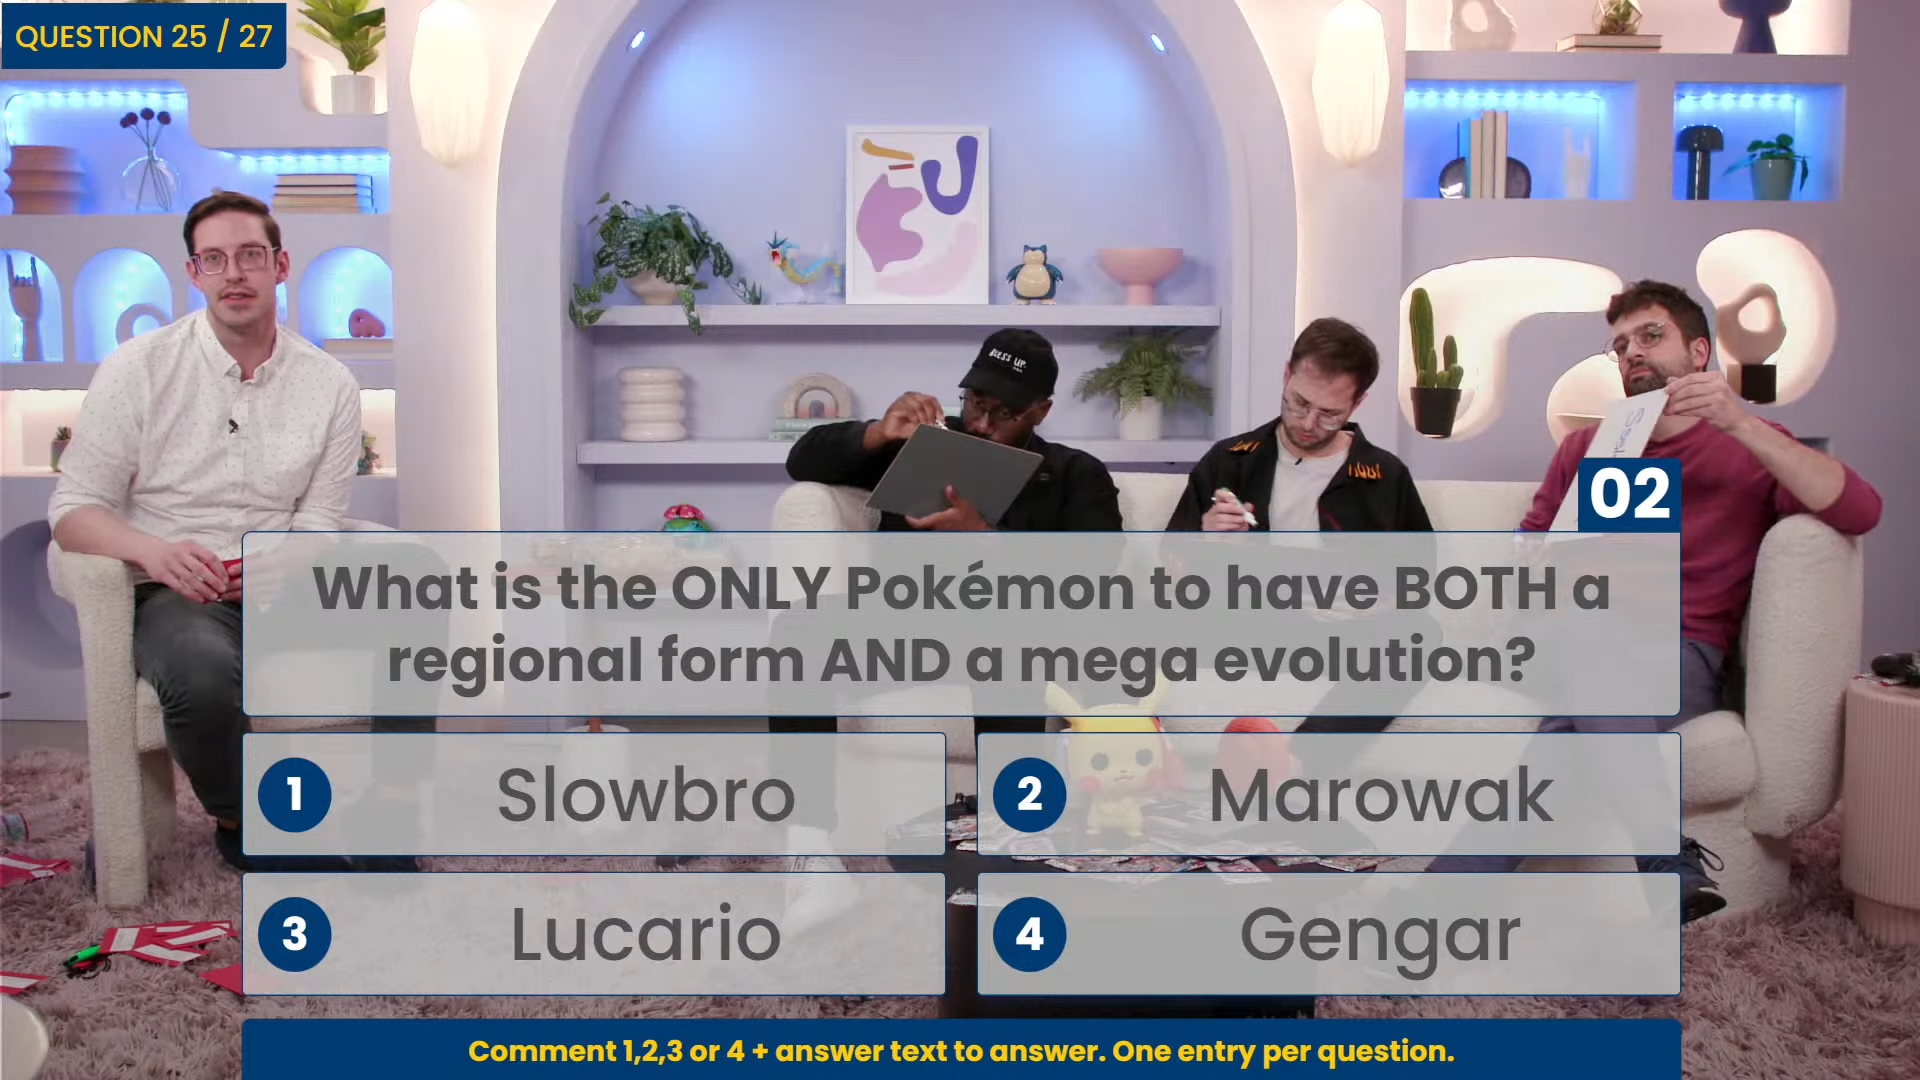 QUESTION 25 / 27
BLESS UP.
02
What is the ONLY Pokémon to have BOTH a
regional form AND a mega evolution?
1 Slowbro
2 Marowak
3 Lucario
4 Gengar
Comment 1,2,3 or 4 + answer text to answer. One entry per question.